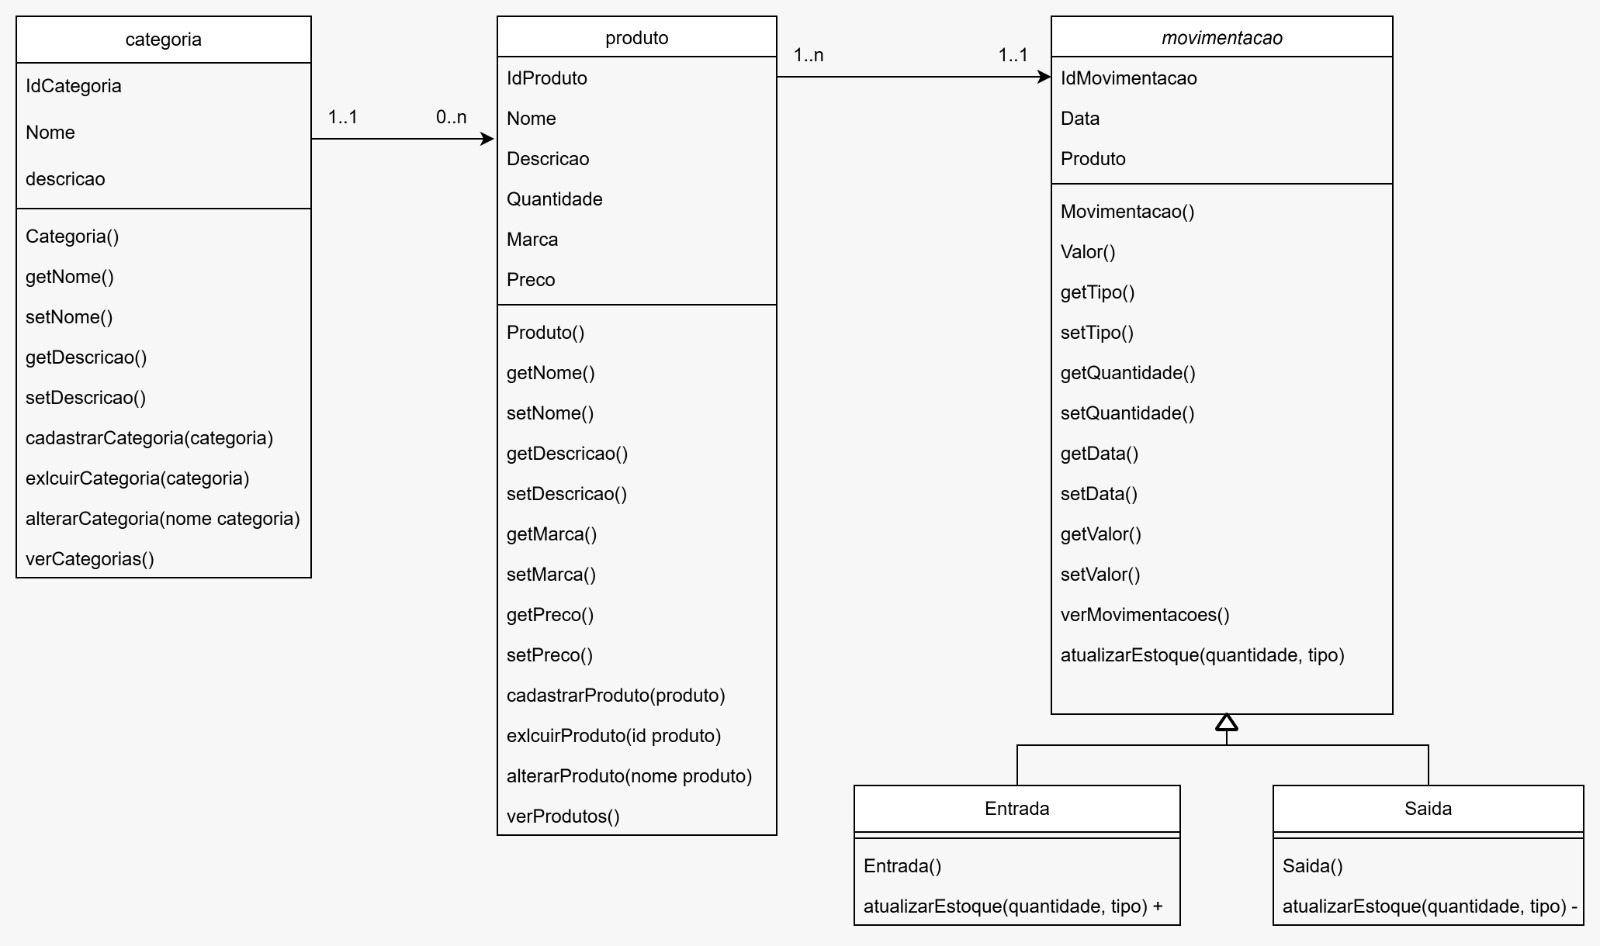 categoria
IdCategoria
Nome
descricao
Categoria()
getNome()
setNome()
getDescricao()
setDescricao()
cadastrarCategoria(categoria)
exlcuirCategoria(categoria)
alterarCategoria(nome categoria)
verCategorias()
1..1
0..n
produto
IdProduto
Nome
Descricao
Quantidade
Marca
Preco
Produto()
getNome()
setNome()
getDescricao()
setDescricao()
getMarca()
setMarca()
getPreco()
setPreco()
cadastrarProduto(produto)
exlcuirProduto(id produto)
alterarProduto(nome produto)
verProdutos()
1..n
1..1
movimentacao
IdMovimentacao
Data
Produto
Movimentacao()
Valor()
getTipo()
setTipo()
getQuantidade()
setQuantidade()
getData()
setData()
getValor()
setValor()
verMovimentacoes()
atualizarEstoque(quantidade, tipo)
Entrada
Entrada()
atualizarEstoque(quantidade, tipo) +
Saida
Saida()
atualizarEstoque(quantidade, tipo) -